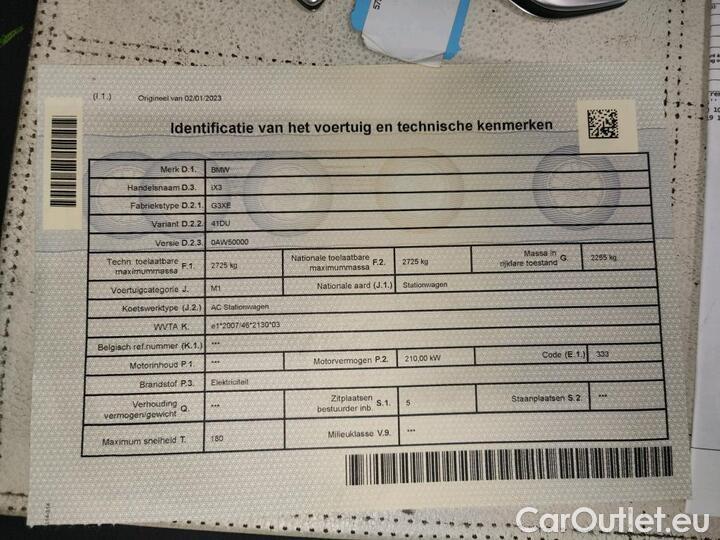 (I.1.) Origineel van 02/01/2023
Identificatie van het voertuig en technische kenmerken
Merk D.1. BMW
Handelsnaam D.3. iX3
Fabriekstype D.2.1. G3XE
Variant D.2.2. 41DU
Versie D.2.3. 0AW50000
Techn. toelaatbare maximummassa F.1. 2725 kg Nationale toelaatbare maximummassa F.2. 2725 kg Massa in rijklare toestand G. 2255 kg
Voertuigcategorie J. M1 Nationale aard (J.1.) Stationwagen
Koetswerktype (J.2.) AC Stationwagen
WVTA K. e1*2007/46*2130*03
Belgisch ref.nummer (K.1.) ***
Motorinhoud P.1. *** Motorvermogen P.2. 210,00 kW Code (E.1.) 333
Brandstof P.3. Elektriciteit
Verhouding vermogen/gewicht Q. *** Zitplaatsen bestuurder inb. S.1. 5 Staanplaatsen S.2. ***
Maximum snelheid T. 180 Milieuklasse V.9. ***
CarOutlet.eu